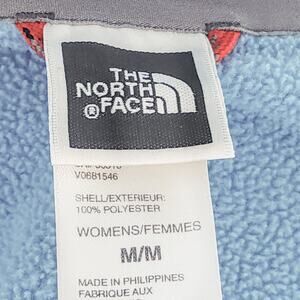 THE
NORTH
FACE
®
V0681546
SHELL/EXTERIEUR:
100% POLYESTER
WOMENS/FEMMES
M/M
MADE IN PHILIPPINES
FABRIQUE AUX